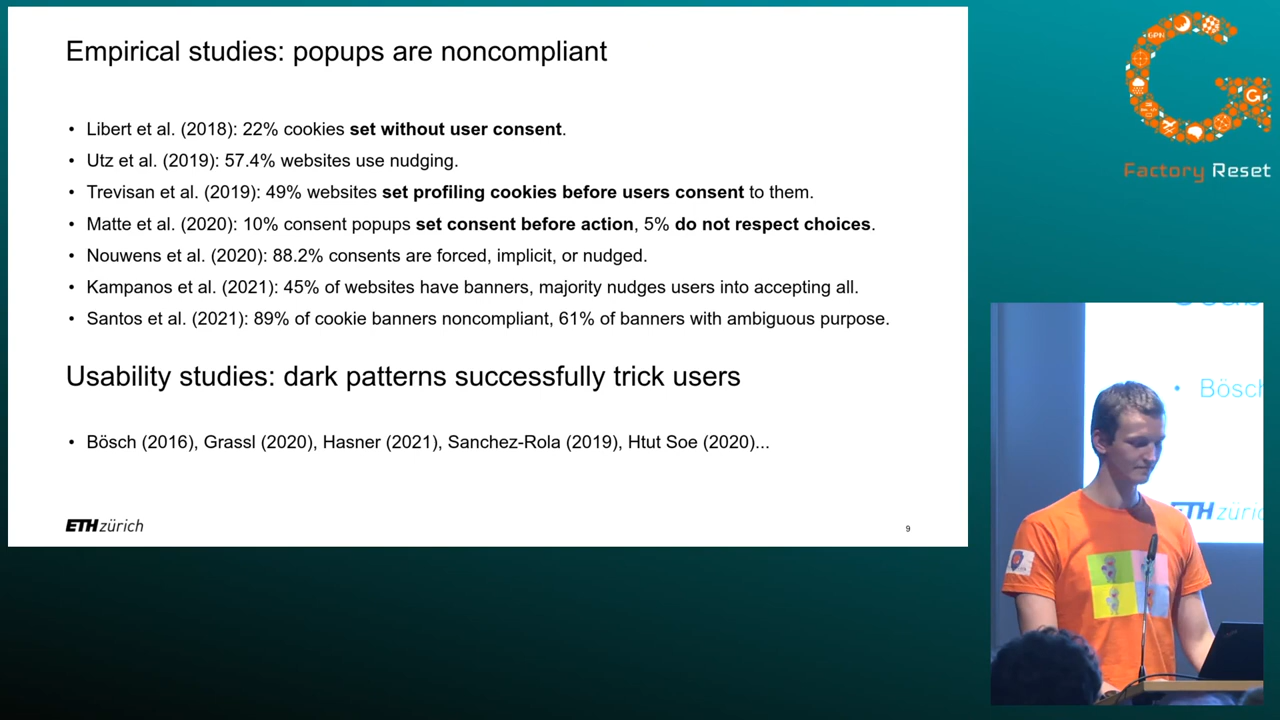 Empirical studies: popups are noncompliant
• Libert et al. (2018): 22% cookies set without user consent.
• Utz et al. (2019): 57.4% websites use nudging.
• Trevisan et al. (2019): 49% websites set profiling cookies before users consent to them.
• Matte et al. (2020): 10% consent popups set consent before action, 5% do not respect choices.
• Nouwens et al. (2020): 88.2% consents are forced, implicit, or nudged.
• Kampanos et al. (2021): 45% of websites have banners, majority nudges users into accepting all.
• Santos et al. (2021): 89% of cookie banners noncompliant, 61% of banners with ambiguous purpose.
Usability studies: dark patterns successfully trick users
• Bösch (2016), Grassl (2020), Hasner (2021), Sanchez-Rola (2019), Htut Soe (2020)...
ETH zürich
9
GPN
G
Factory Reset
• Bösch
ETH züric